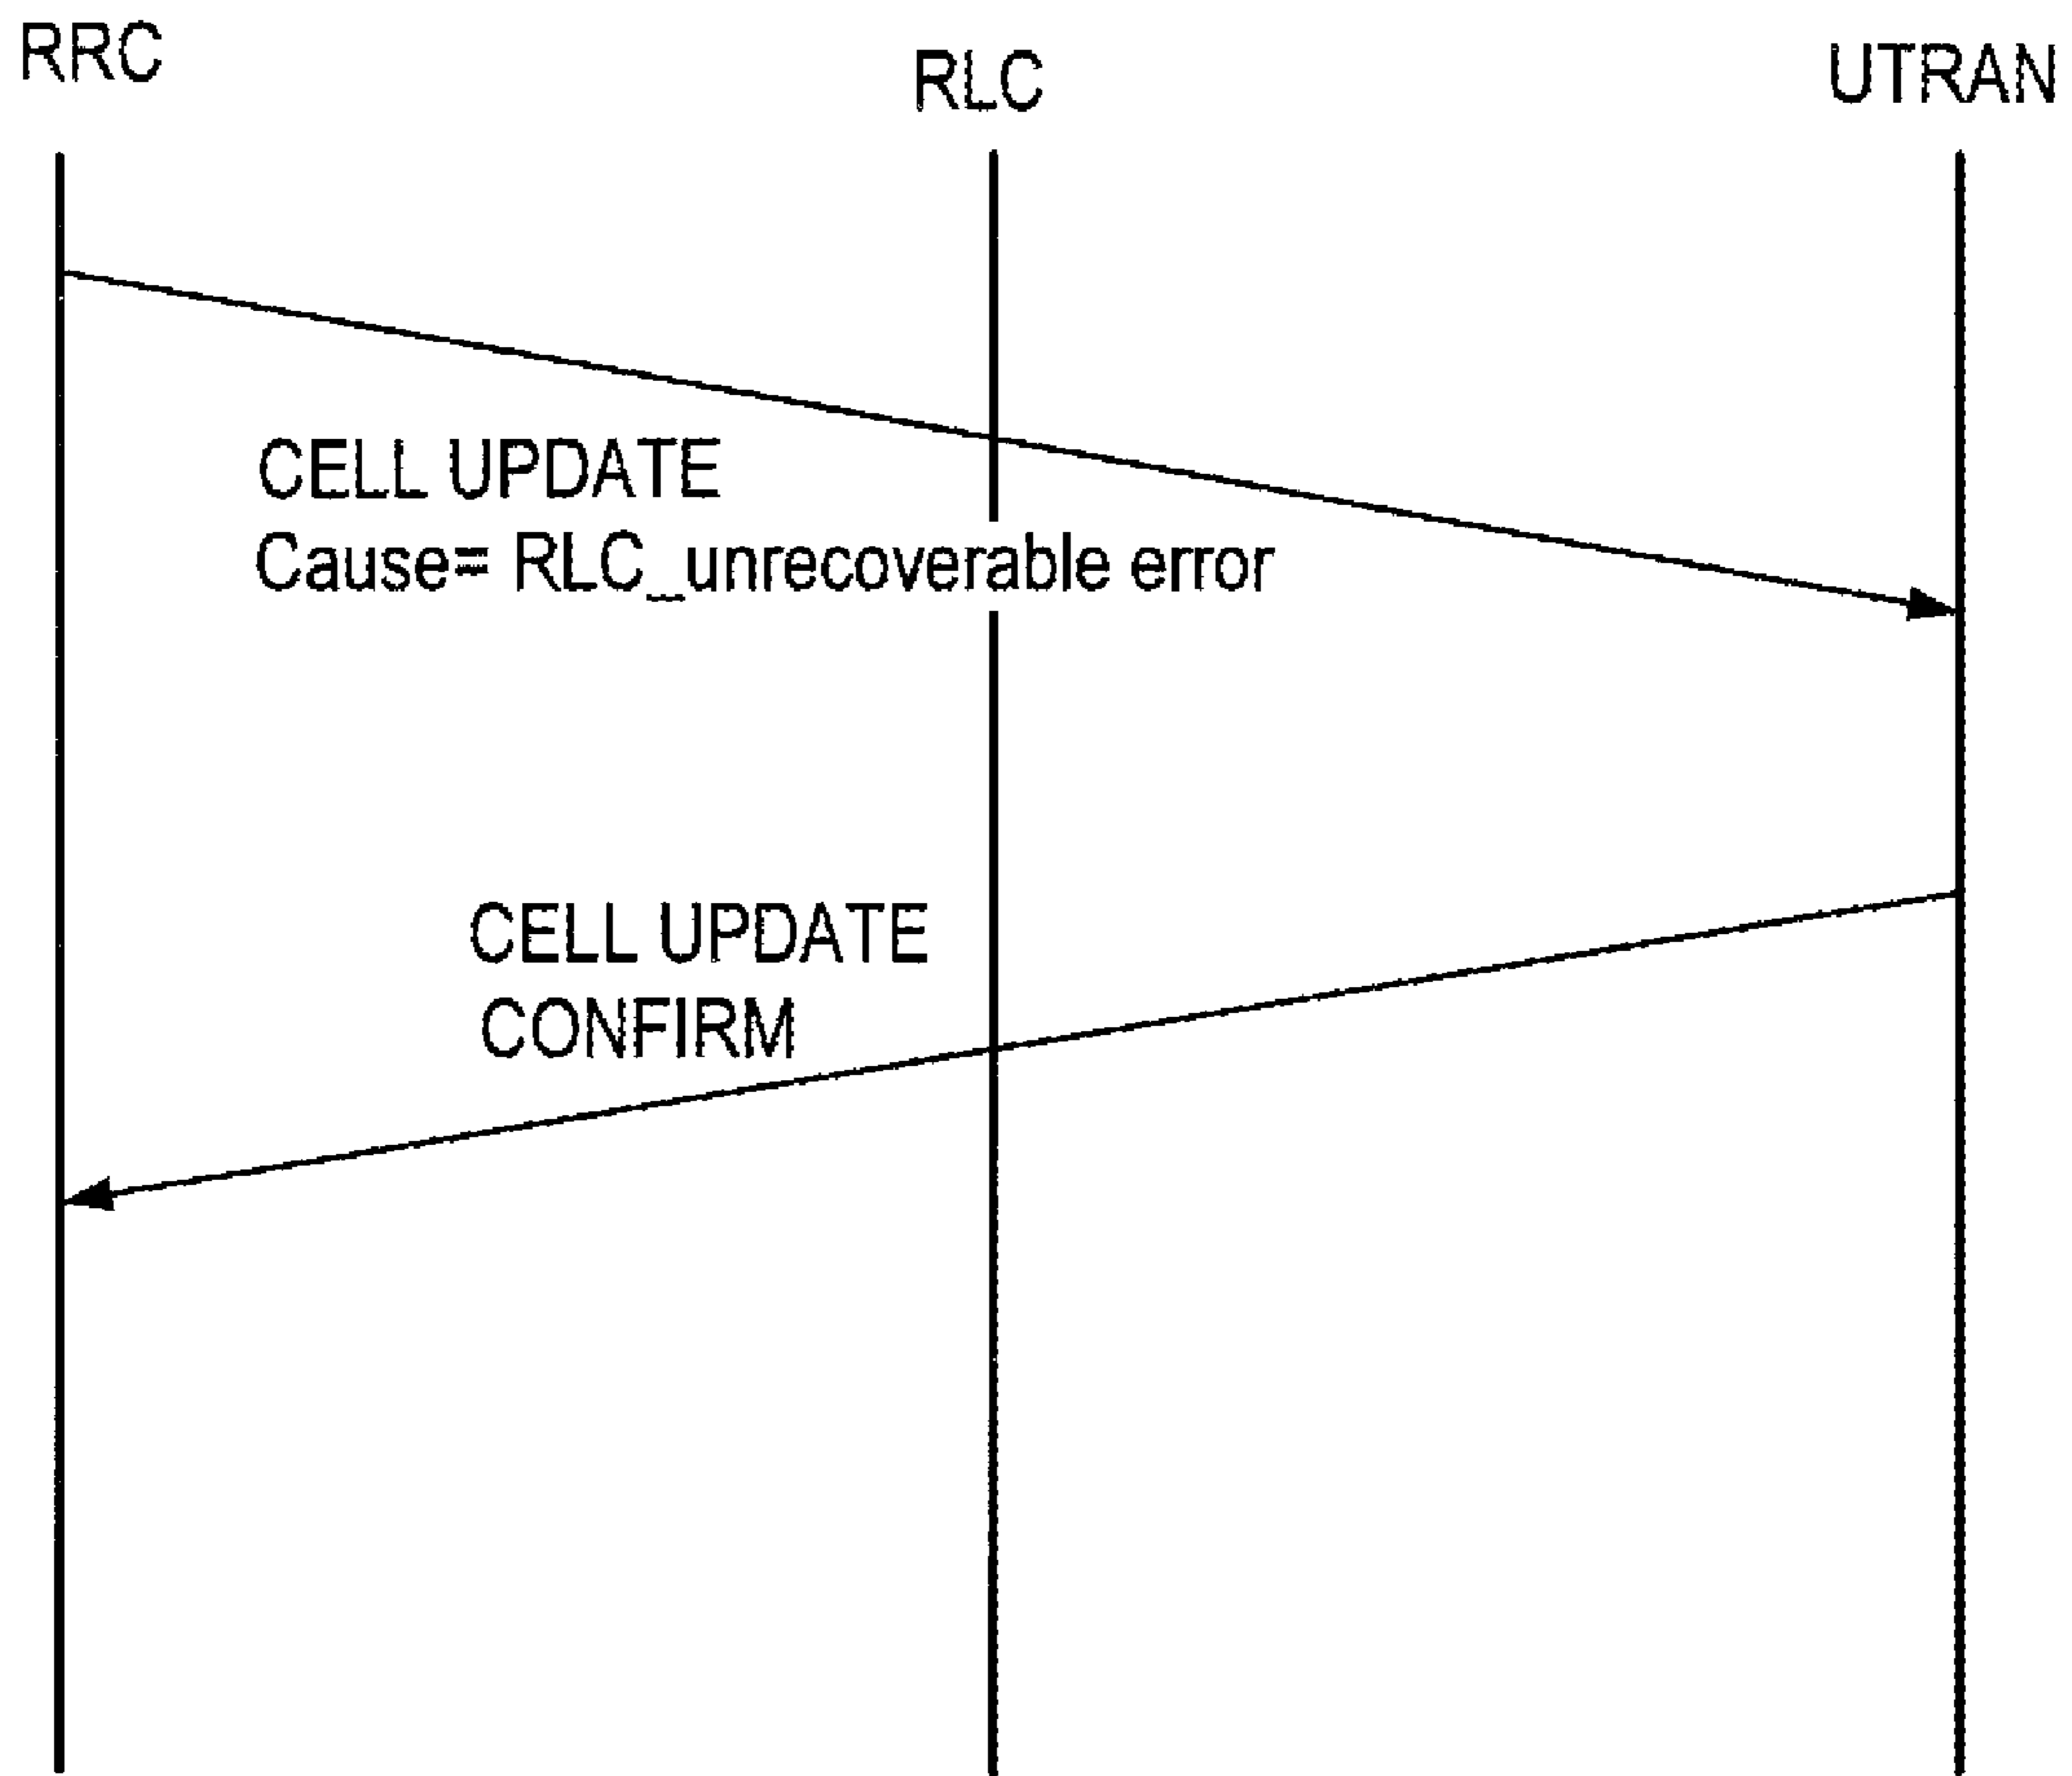 RRC
RLC
UTRAN
CELL UPDATE
Cause= RLC_unrecoverable error
CELL UPDATE
CONFIRM